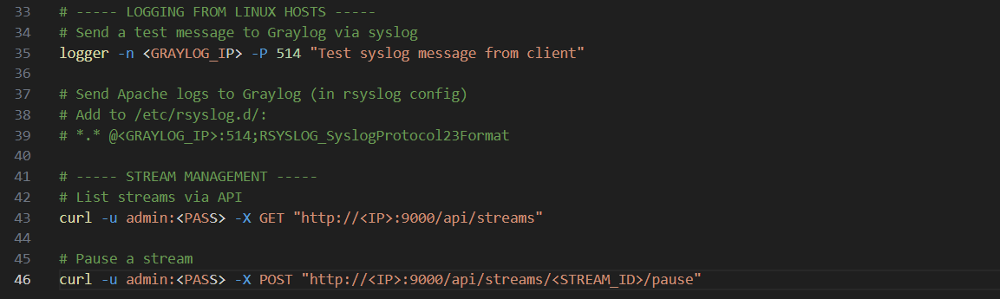 33 # ----- LOGGING FROM LINUX HOSTS -----
34 # Send a test message to Graylog via syslog
35 logger -n <GRAYLOG_IP> -P 514 "Test syslog message from client"
36
37 # Send Apache logs to Graylog (in rsyslog config)
38 # Add to /etc/rsyslog.d/:
39 # *.* @<GRAYLOG_IP>:514;RSYSLOG_SyslogProtocol23Format
40
41 # ----- STREAM MANAGEMENT -----
42 # List streams via API
43 curl -u admin:<PASS> -X GET "http://<IP>:9000/api/streams"
44
45 # Pause a stream
46 curl -u admin:<PASS> -X POST "http://<IP>:9000/api/streams/<STREAM_ID>/pause"